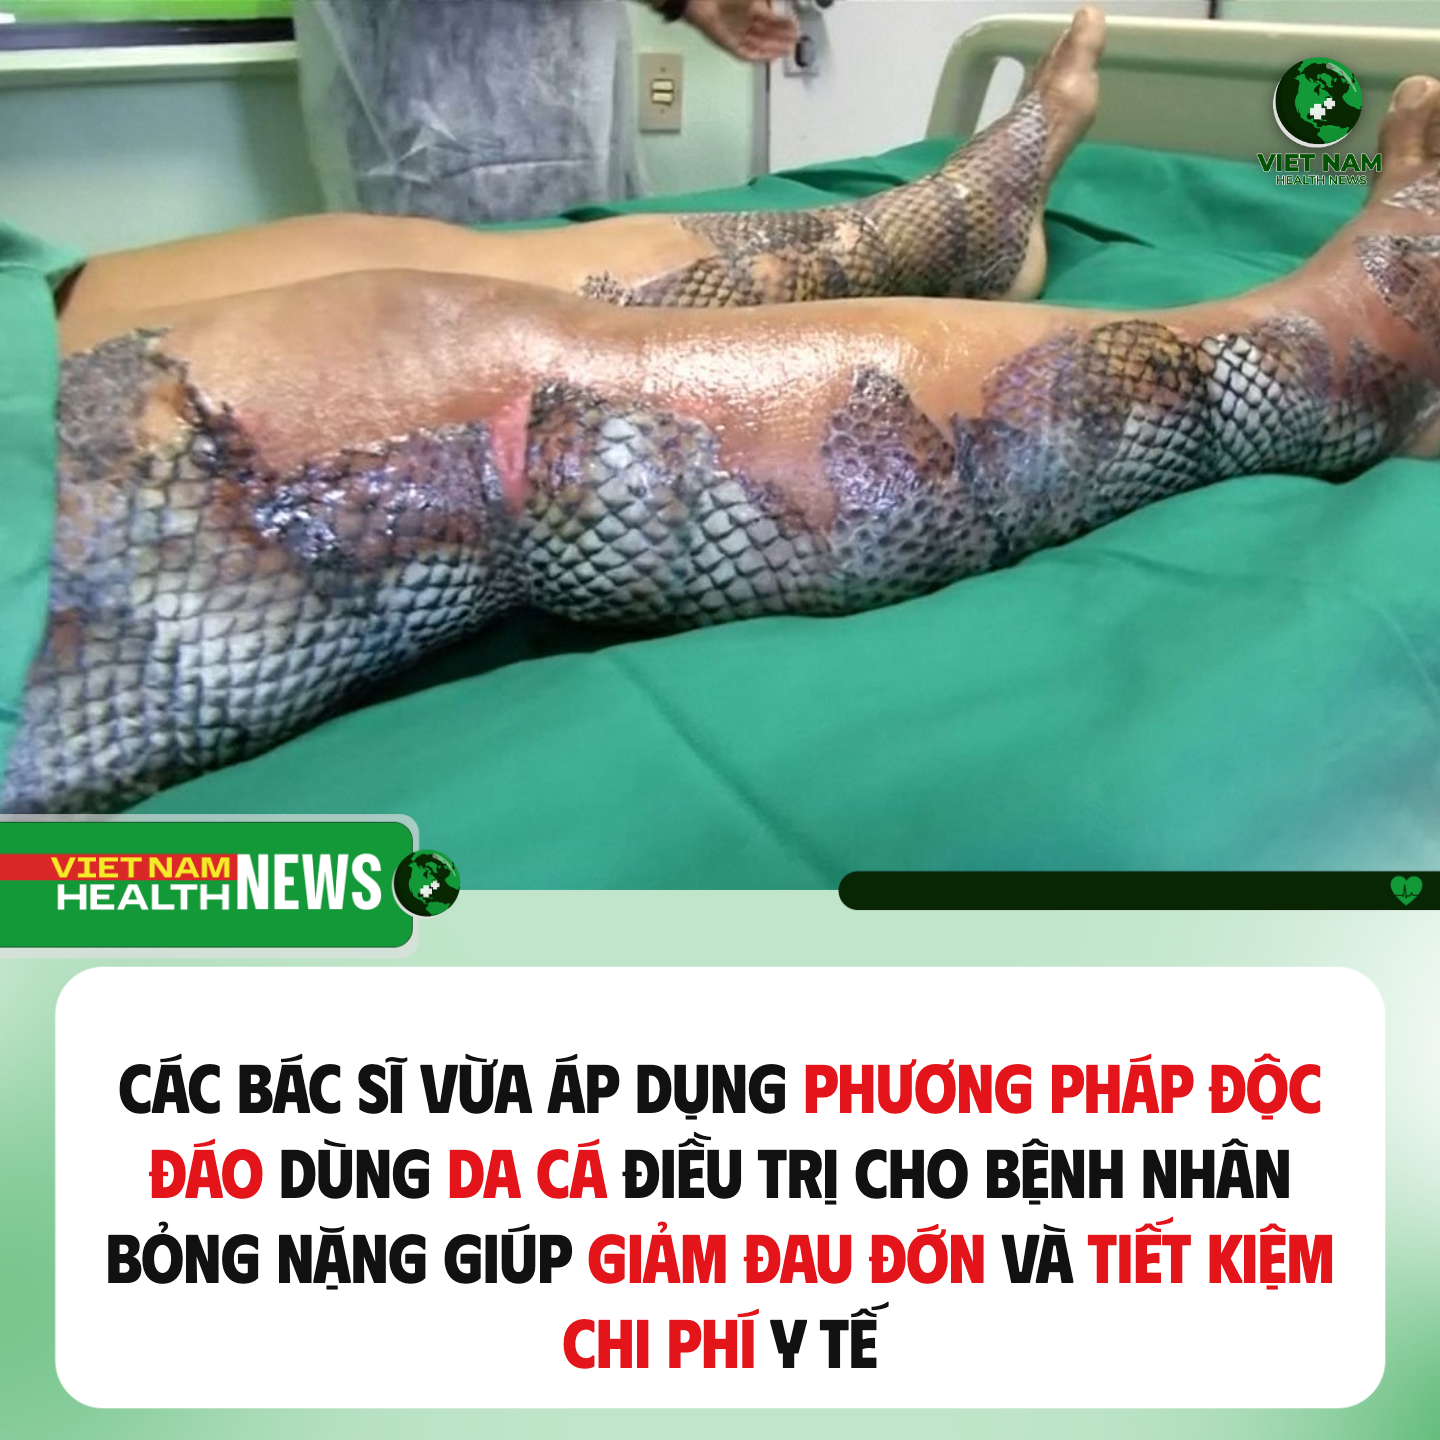 VIET NAM
HEALTH NEWS
VIET NAM
HEALTH NEWS
CÁC BÁC SĨ VỪA ÁP DỤNG PHƯƠNG PHÁP ĐỘC
ĐÁO DÙNG DA CÁ ĐIỀU TRỊ CHO BỆNH NHÂN
BỎNG NẶNG GIÚP GIẢM ĐAU ĐỚN VÀ TIẾT KIỆM
CHI PHÍ Y TẾ